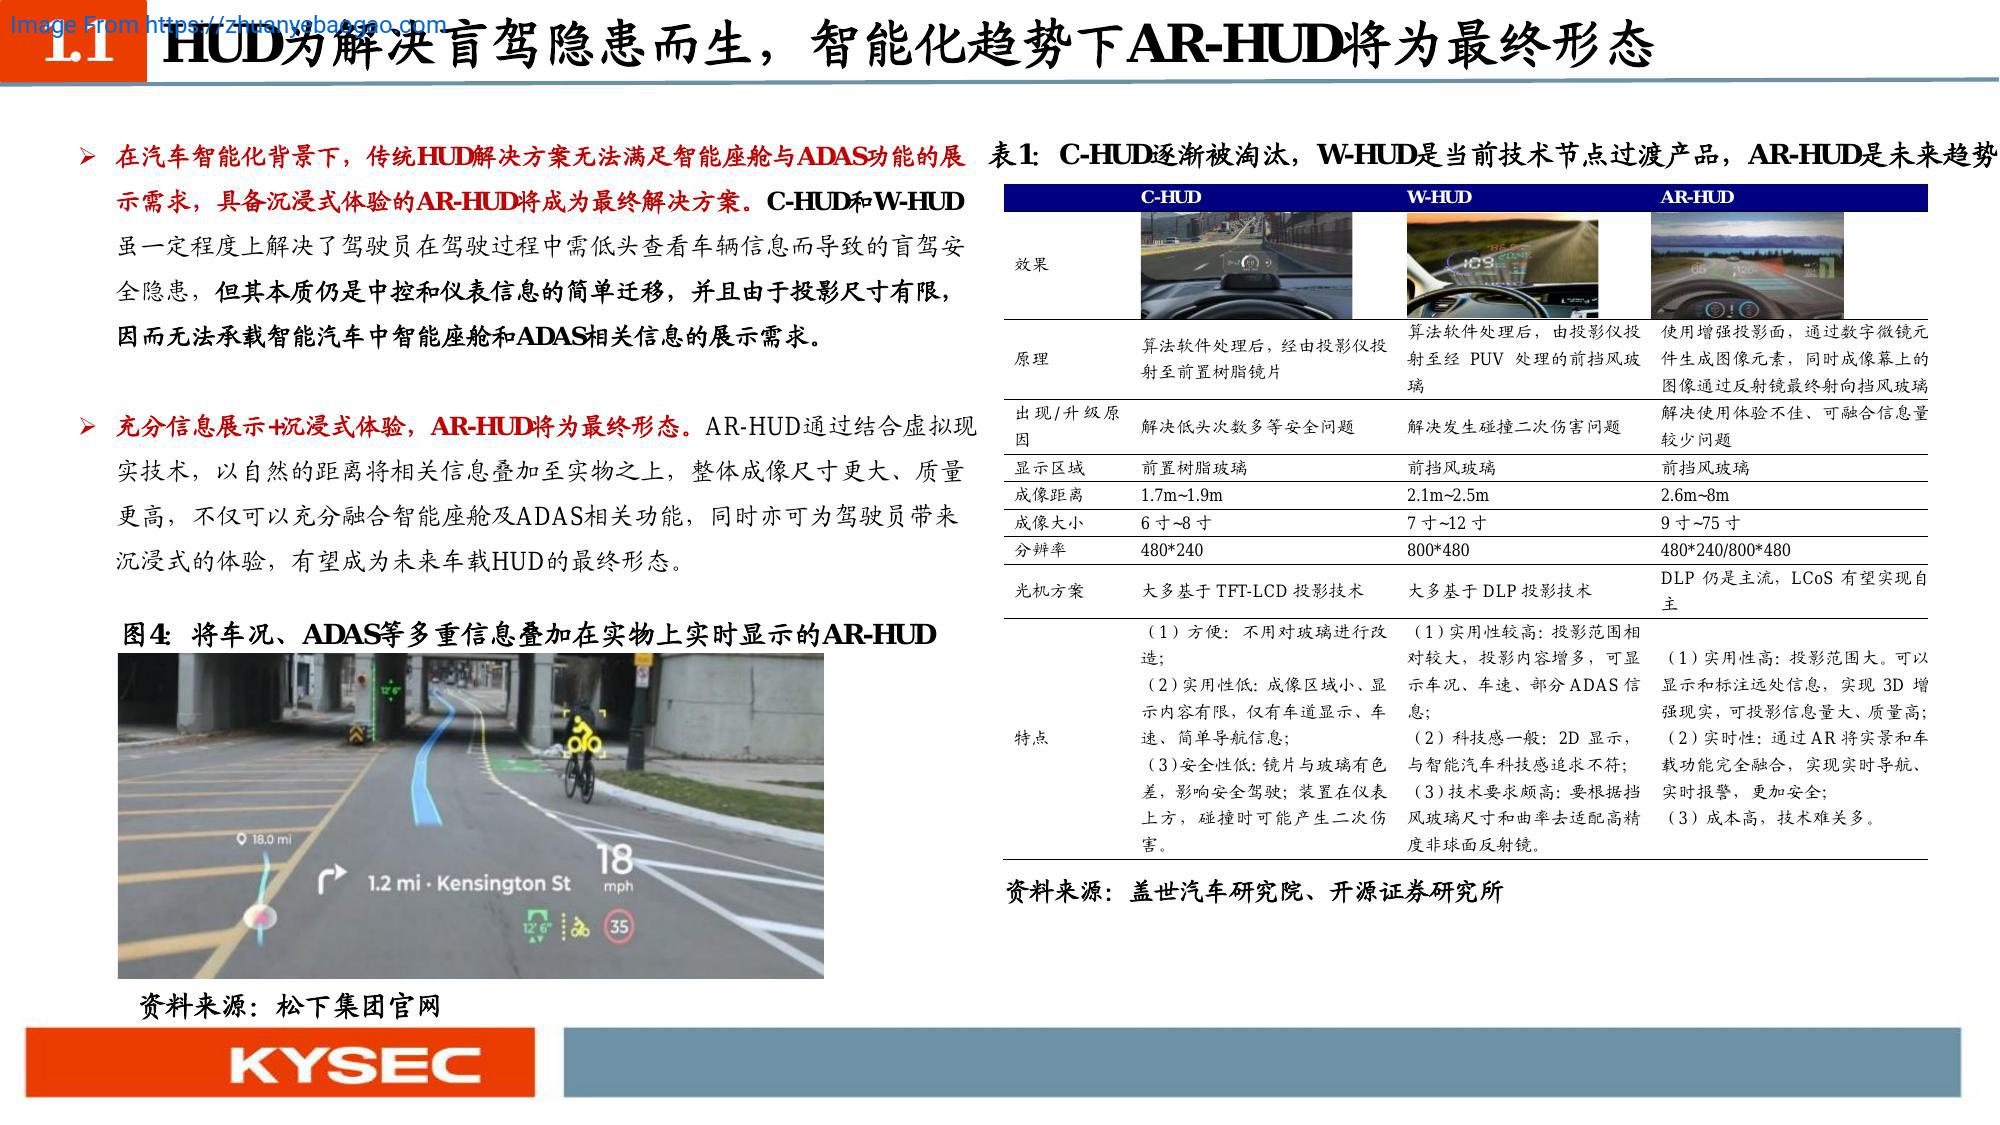 Image From https://zhuanyebaogao.com
1.1 HUD为解决盲驾隐患而生，智能化趋势下AR-HUD将为最终形态
➢ 在汽车智能化背景下，传统HUD解决方案无法满足智能座舱与ADAS功能的展
示需求，具备沉浸式体验的AR-HUD将成为最终解决方案。C-HUD和W-HUD
虽一定程度上解决了驾驶员在驾驶过程中需低头查看车辆信息而导致的盲驾安
全隐患，但其本质仍是中控和仪表信息的简单迁移，并且由于投影尺寸有限，
因而无法承载智能汽车中智能座舱和ADAS相关信息的展示需求。
➢ 充分信息展示+沉浸式体验，AR-HUD将为最终形态。AR-HUD通过结合虚拟现
实技术，以自然的距离将相关信息叠加至实物之上，整体成像尺寸更大、质量
更高，不仅可以充分融合智能座舱及ADAS相关功能，同时亦可为驾驶员带来
沉浸式的体验，有望成为未来车载HUD的最终形态。
图4：将车况、ADAS等多重信息叠加在实物上实时显示的AR-HUD
12'6"
18.0 mi
1.2 mi · Kensington St
18
mph
12'6"
35
资料来源：松下集团官网
表1：C-HUD逐渐被淘汰，W-HUD是当前技术节点过渡产品，AR-HUD是未来趋势
C-HUD W-HUD AR-HUD
效果
109
原理
算法软件处理后，经由投影仪投
射至前置树脂镜片
算法软件处理后，由投影仪投
射至经 PUV 处理的前挡风玻
璃
使用增强投影面，通过数字微镜元
件生成图像元素，同时成像幕上的
图像通过反射镜最终射向挡风玻璃
出现/升级原
因
解决低头次数多等安全问题
解决发生碰撞二次伤害问题
解决使用体验不佳、可融合信息量
较少问题
显示区域 前置树脂玻璃 前挡风玻璃 前挡风玻璃
成像距离 1.7m~1.9m 2.1m~2.5m 2.6m~8m
成像大小 6 寸~8 寸 7 寸~12 寸 9 寸~75 寸
分辨率 480*240 800*480 480*240/800*480
光机方案 大多基于 TFT-LCD 投影技术 大多基于 DLP 投影技术
DLP 仍是主流，LCoS 有望实现自
主
特点
（1）方便：不用对玻璃进行改
造；
（2）实用性低：成像区域小、显
示内容有限，仅有车道显示、车
速、简单导航信息；
（3）安全性低：镜片与玻璃有色
差，影响安全驾驶；装置在仪表
上方，碰撞时可能产生二次伤
害。
（1）实用性较高：投影范围相
对较大，投影内容增多，可显
示车况、车速、部分 ADAS 信
息；
（2）科技感一般：2D 显示，
与智能汽车科技感追求不符；
（3）技术要求颇高：要根据挡
风玻璃尺寸和曲率去适配高精
度非球面反射镜。
（1）实用性高：投影范围大。可以
显示和标注远处信息，实现 3D 增
强现实，可投影信息量大、质量高；
（2）实时性：通过 AR 将实景和车
载功能完全融合，实现实时导航、
实时报警，更加安全；
（3）成本高，技术难关多。
资料来源：盖世汽车研究院、开源证券研究所
KYSEC